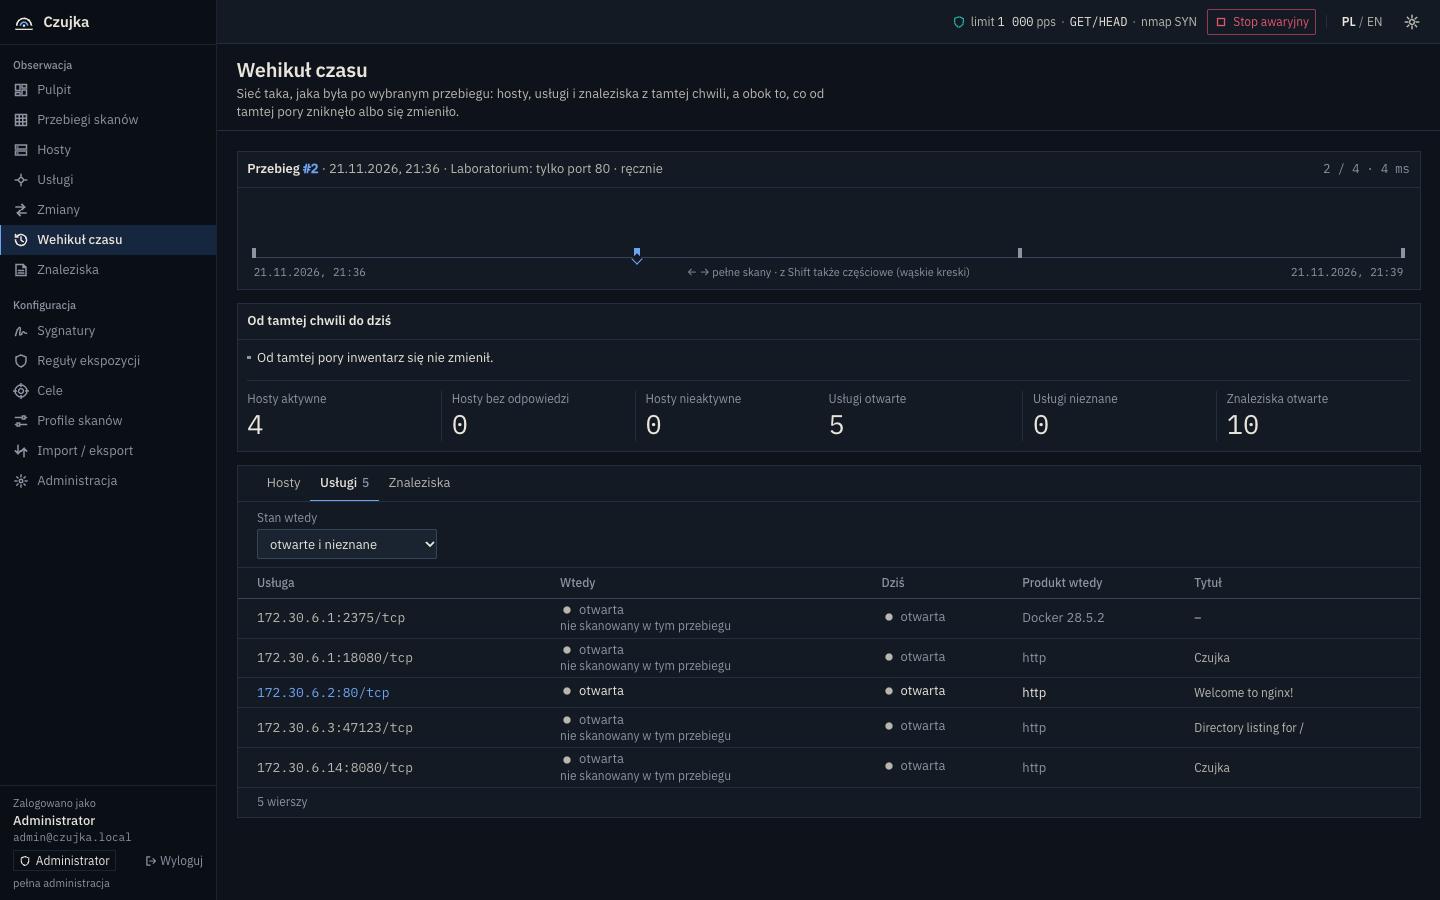 Czujka
limit 1 000 pps · GET/HEAD · nmap SYN
Stop awaryjny
PL / EN
Obserwacja
Pulpit
Przebiegi skanów
Hosty
Usługi
Zmiany
Wehikuł czasu
Znaleziska
Konfiguracja
Sygnatury
Reguły ekspozycji
Cele
Profile skanów
Import / eksport
Administracja
Zalogowano jako
Administrator
admin@czujka.local
Administrator
Wyloguj
pełna administracja
Wehikuł czasu
Sieć taka, jaka była po wybranym przebiegu: hosty, usługi i znaleziska z tamtej chwili, a obok to, co od
tamtej pory zniknęło albo się zmieniło.
Przebieg #2 · 21.11.2026, 21:36 · Laboratorium: tylko port 80 · ręcznie
2 / 4 · 4 ms
21.11.2026, 21:36
← → pełne skany · z Shift także częściowe (wąskie kreski)
21.11.2026, 21:39
Od tamtej chwili do dziś
Od tamtej pory inwentarz się nie zmienił.
Hosty aktywne
4
Hosty bez odpowiedzi
0
Hosty nieaktywne
0
Usługi otwarte
5
Usługi nieznane
0
Znaleziska otwarte
10
Hosty
Usługi 5
Znaleziska
Stan wtedy
otwarte i nieznane
Usługa Wtedy Dziś Produkt wtedy Tytuł
172.30.6.1:2375/tcp otwarta otwarta Docker 28.5.2 –
nie skanowany w tym przebiegu
172.30.6.1:18080/tcp otwarta otwarta http Czujka
nie skanowany w tym przebiegu
172.30.6.2:80/tcp otwarta otwarta http Welcome to nginx!
172.30.6.3:47123/tcp otwarta otwarta http Directory listing for /
nie skanowany w tym przebiegu
172.30.6.14:8080/tcp otwarta otwarta http Czujka
nie skanowany w tym przebiegu
5 wierszy